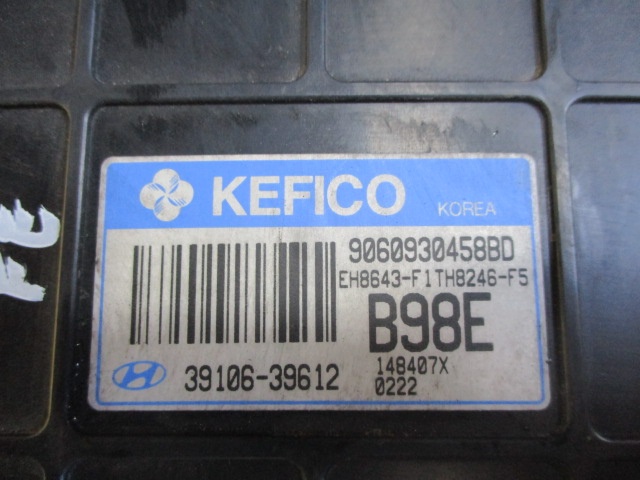 KEFICO KOREA
9060930458BD
EH8643-F1TH8246-F5
B98E
39106-39612
148407X
0222